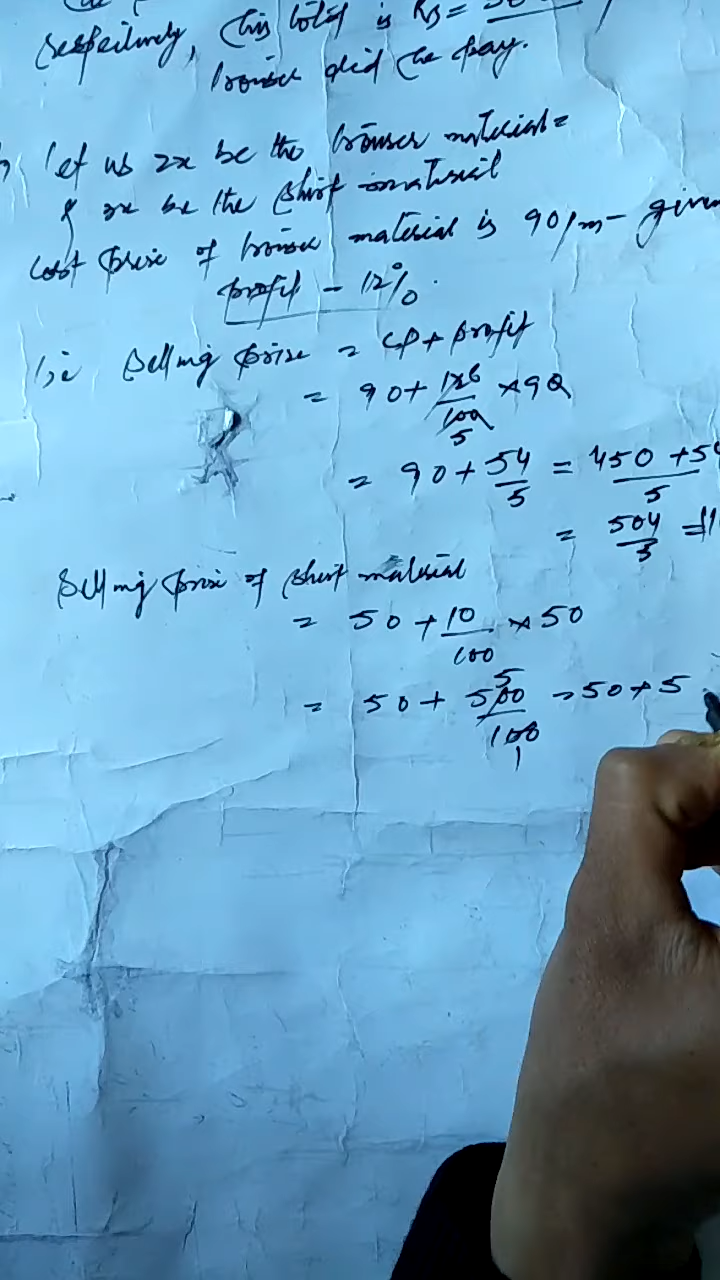 respectively, this total is Rs =
trouser did he pay.
let us 2x be the trouser material =
& 3x be the shirt material
Cost price of trouser material is 90/m - given
profit - 12%.
i.e Selling price = CP + profit
= 90 + 12/100 5 × 90
= 90 + 54/5 = 450 + 54/5
= 504/5 =
Selling price of shirt material
= 50 + 10/100 × 50
= 50 + 500 5/100 1 = 50 + 5